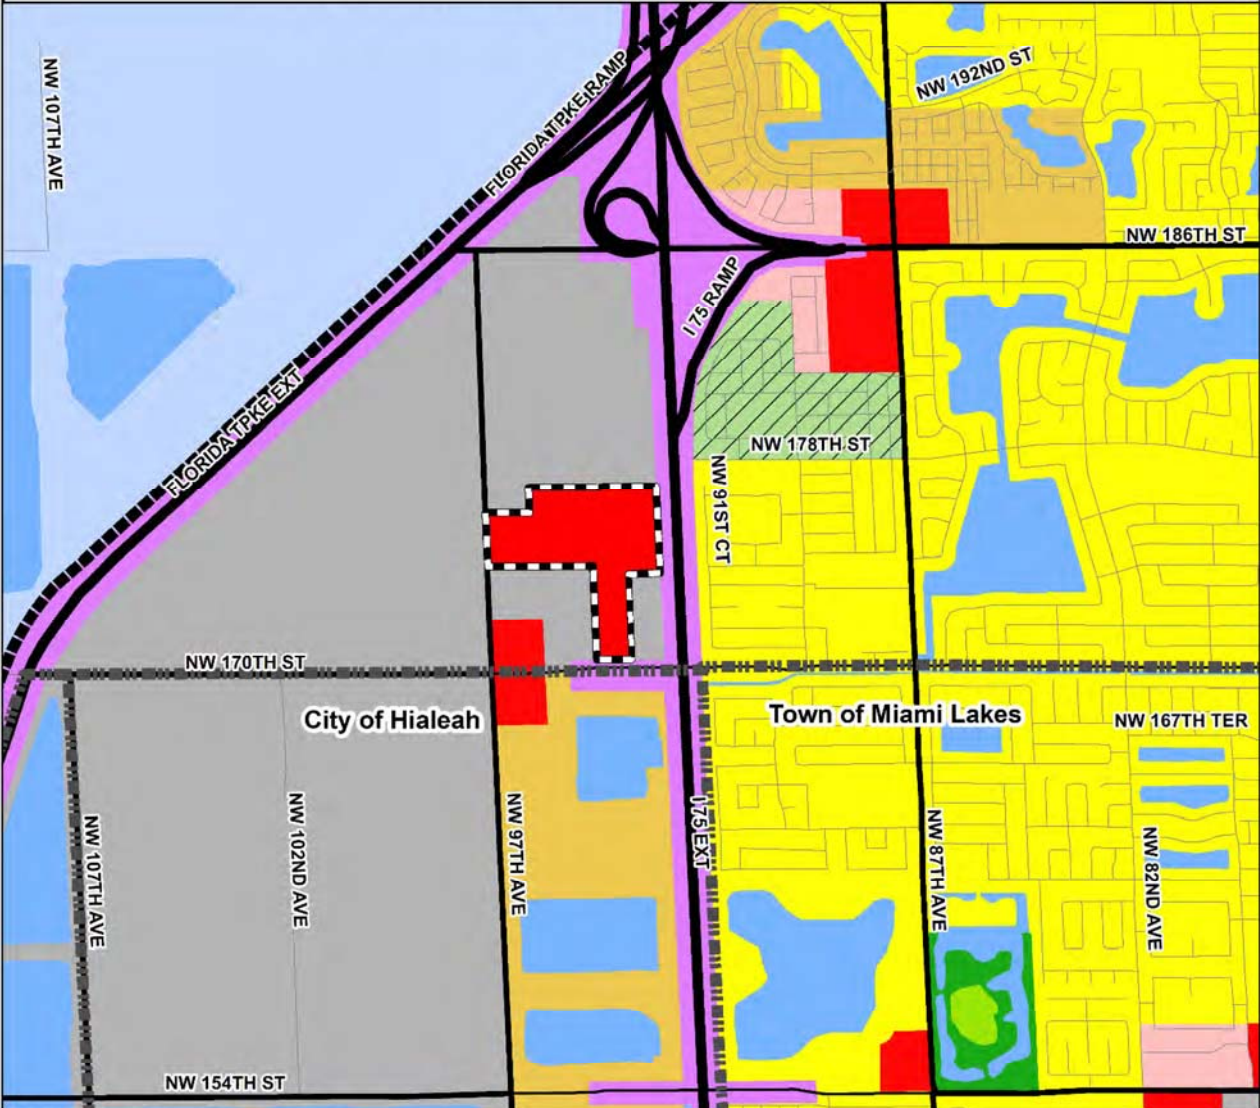 NW 107TH AVE
FLORIDA TPKE RAMP
NW 192ND ST
NW 186TH ST
I 75 RAMP
FLORIDA TPKE EXT
NW 178TH ST
NW 91ST CT
NW 170TH ST
City of Hialeah
Town of Miami Lakes
NW 167TH TER
NW 107TH AVE
NW 102ND AVE
NW 97TH AVE
I 75 EXT
NW 87TH AVE
NW 82ND AVE
NW 154TH ST